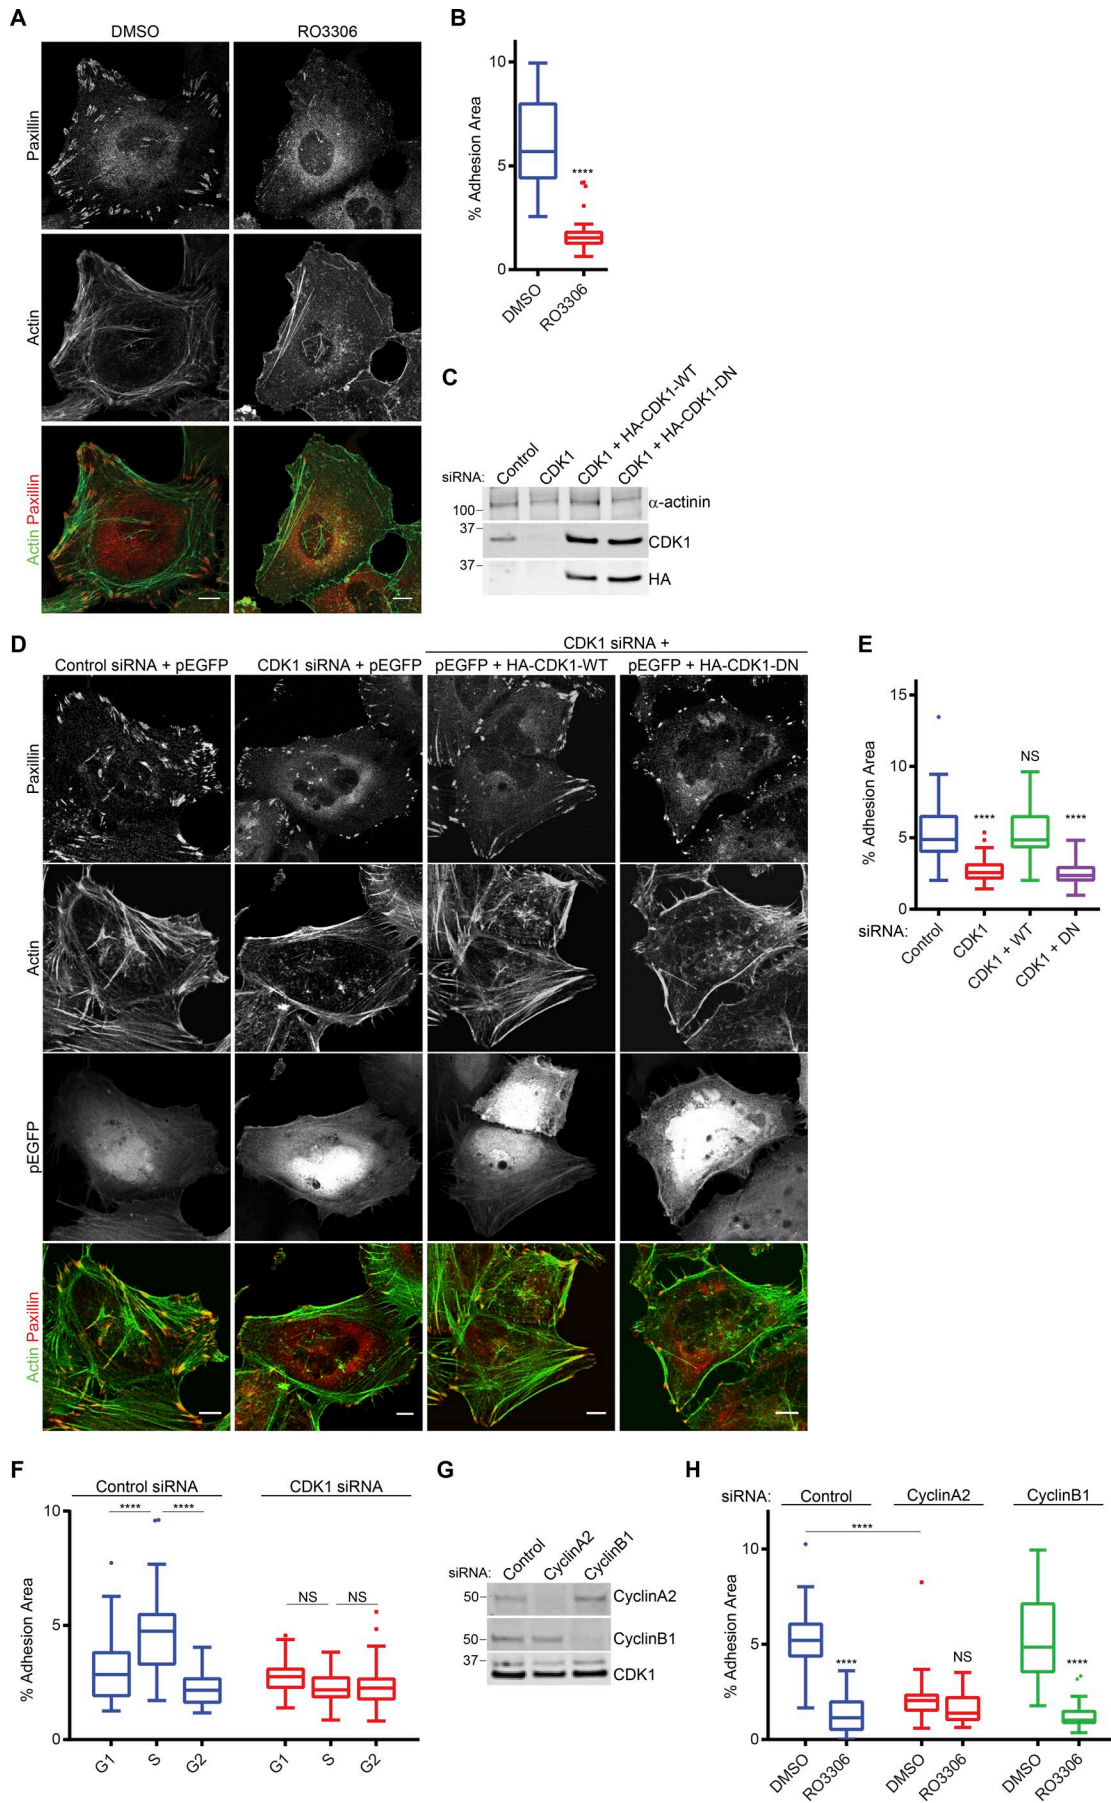 A
DMSO
RO3306
Paxillin
Actin
Actin Paxillin
B
% Adhesion Area
10
5
0
****
DMSO
RO3306
C
siRNA:
Control
CDK1
CDK1 + HA-CDK1-WT
CDK1 + HA-CDK1-DN
100
α-actinin
37
CDK1
37
HA
D
CDK1 siRNA +
Control siRNA + pEGFP
CDK1 siRNA + pEGFP
pEGFP + HA-CDK1-WT
pEGFP + HA-CDK1-DN
Paxillin
Actin
pEGFP
Actin Paxillin
E
% Adhesion Area
15
10
5
0
****
NS
****
siRNA:
Control
CDK1
CDK1 + WT
CDK1 + DN
F
Control siRNA
CDK1 siRNA
% Adhesion Area
10
5
0
****
****
NS
NS
G1
S
G2
G1
S
G2
G
siRNA:
Control
CyclinA2
CyclinB1
50
CyclinA2
50
CyclinB1
37
CDK1
H
siRNA:
Control
CyclinA2
CyclinB1
% Adhesion Area
10
5
0
****
****
NS
****
DMSO
RO3306
DMSO
RO3306
DMSO
RO3306